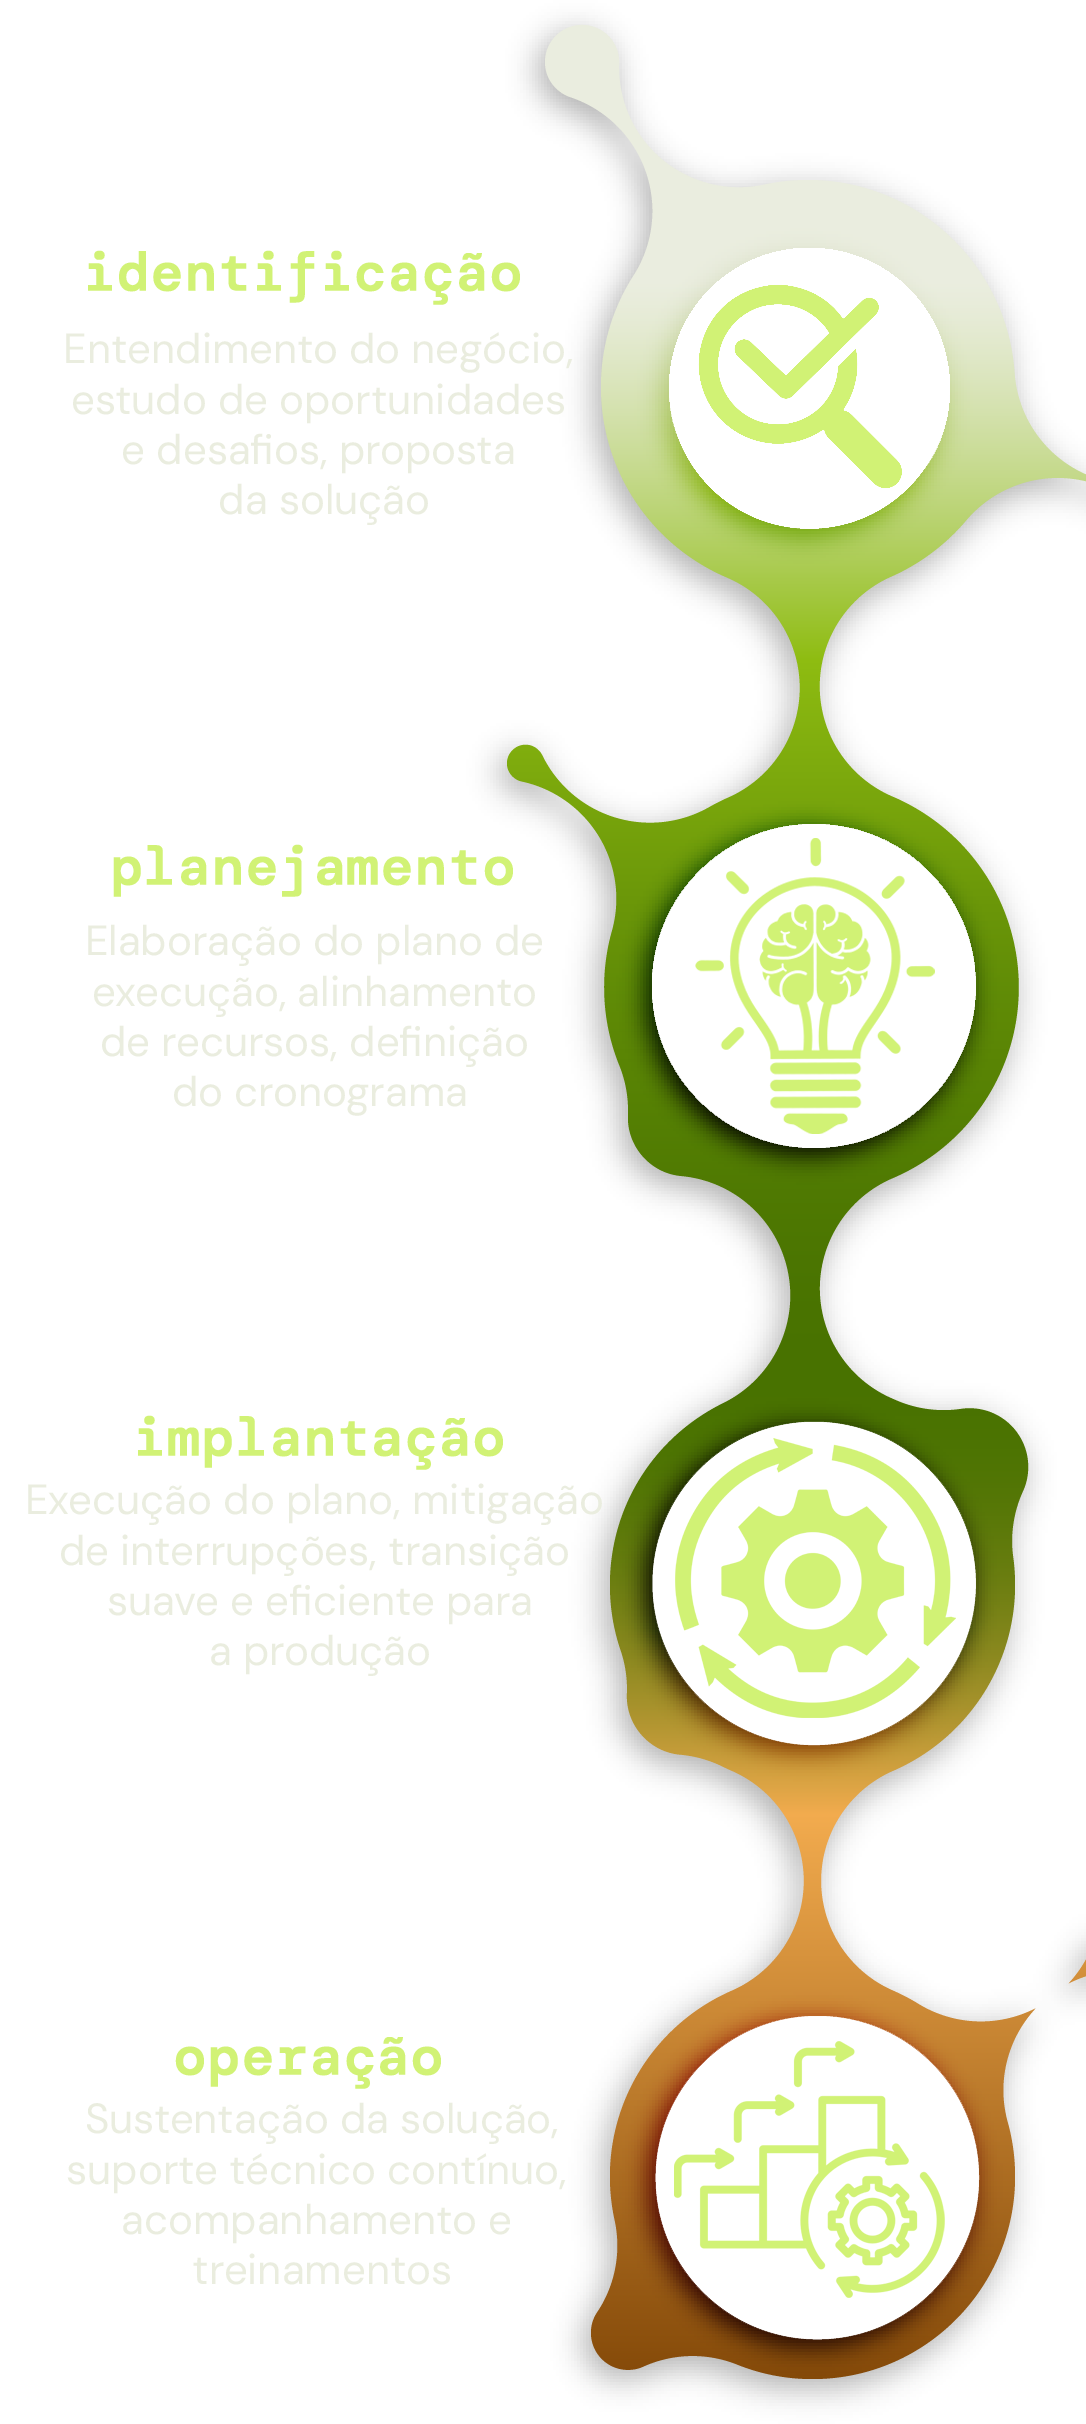 identificação
Entendimento do negócio,
estudo de oportunidades
e desafios, proposta
da solução
planejamento
Elaboração do plano de
execução, alinhamento
de recursos, definição
do cronograma
implantação
Execução do plano, mitigação
de interrupções, transição
suave e eficiente para
a produção
operação
Sustentação da solução,
suporte técnico contínuo,
acompanhamento e
treinamentos